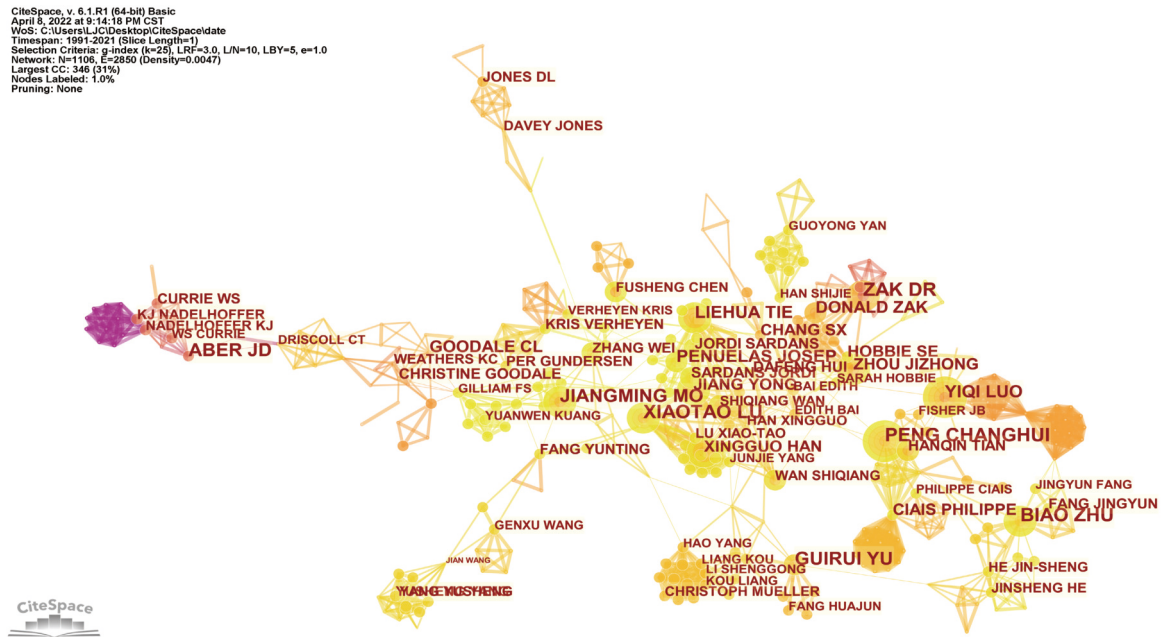 CiteSpace, v. 6.1.R1 (64-bit) Basic
April 8, 2022 at 9:14:18 PM CST
WoS: C:\Users\LJC\Desktop\CiteSpace\date
Timespan: 1991-2021 (Slice Length=1)
Selection Criteria: g-index (k=25), LRF=3.0, L/N=10, LBY=5, e=1.0
Network: N=1106, E=2850 (Density=0.0047)
Largest CC: 346 (31%)
Nodes Labeled: 1.0%
Pruning: None
JONES DL
DAVEY JONES
GUOYONG YAN
FUSHENG CHEN
HAN SHIJIE
ZAK DR
CURRIE WS
KJ NADELHOFFER
NADELHOFFER KJ
WS CURRIE
ABER JD
DRISCOLL CT
VERHEYEN KRIS
KRIS VERHEYEN
LIEHUA TIE
DONALD ZAK
CHANG SX
GOODALE CL
WEATHERS KC
PER GUNDERSEN
CHRISTINE GOODALE
ZHANG WEI
JORDI SARDANS
PENUELAS JOSEP
DAFENG HUI
HOBBIE SE
ZHOU JIZHONG
SARDANS JORDI
SARAH HOBBIE
GILLIAM FS
JIANGMING MO
JIANG YONG
BAI EDITH
YIQI LUO
YUANWEN KUANG
XIAOTAO LU
SHIQIANG WAN
EDITH BAI
FISHER JB
HAN XINGGUO
LU XIAO-TAO
PENG CHANGHUI
HANQIN TIAN
FANG YUNTING
XINGGUO HAN
JUNJIE YANG
WAN SHIQIANG
PHILIPPE CIAIS
JINGYUN FANG
FANG JINGYUN
CIAIS PHILIPPE
BIAO ZHU
GENXU WANG
HAO YANG
JIAN WANG
LIANG KOU
LI SHENGGONG
KOU LIANG
GUIRUI YU
HE JIN-SHENG
CHRISTOPH MUELLER
JINSHENG HE
FANG HUAJUN
CiteSpace